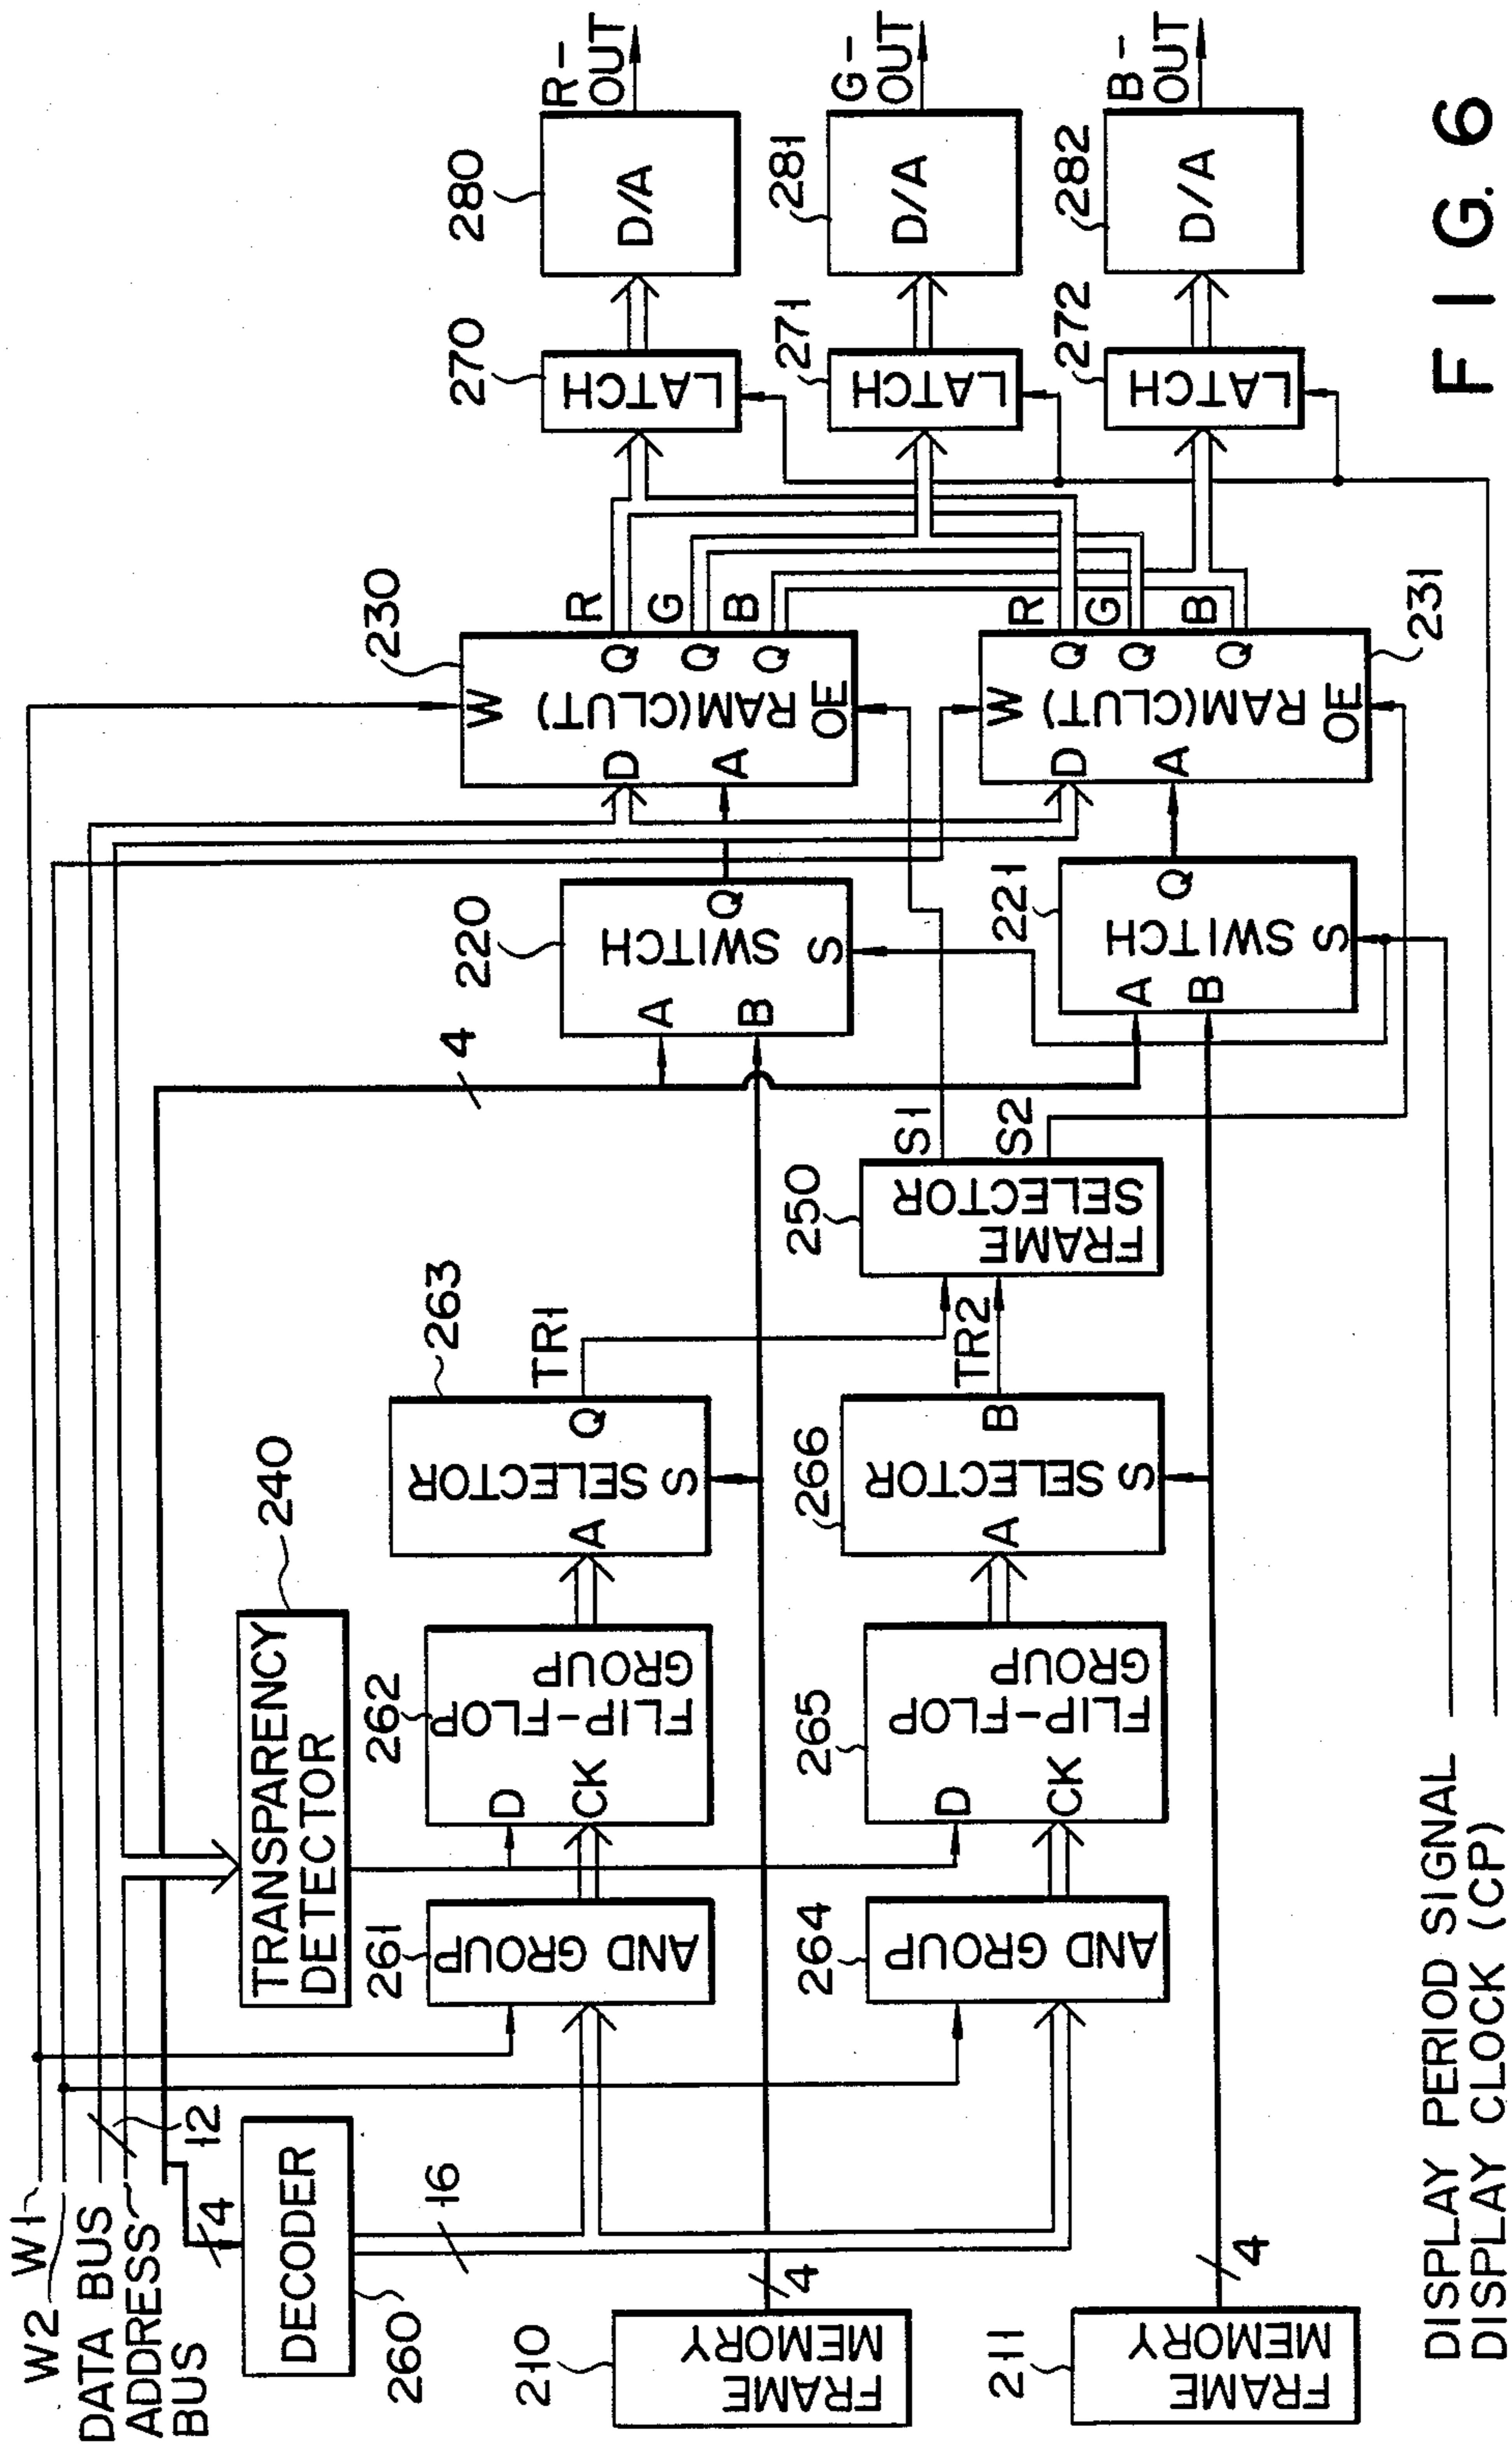 W1
W2
DATA BUS
ADDRESS
BUS
12
4
DECODER
260
16
TRANSPARENCY
DETECTOR
240
FRAME
MEMORY
210
4
FRAME
MEMORY
211
4
AND GROUP
261
AND GROUP
264
D
CK
FLIP-FLOP
GROUP
262
D
CK
FLIP-FLOP
GROUP
265
A
SELECTOR
S
Q
263
TR1
A
SELECTOR
S
B
266
TR2
FRAME
SELECTOR
250
S1
S2
4
A
B
SWITCH
S
Q
220
A
B
SWITCH
S
Q
221
W
D
A
RAM(CLUT)
OE
Q
Q
Q
R
G
B
230
W
D
A
RAM(CLUT)
OE
Q
Q
Q
R
G
B
231
LATCH
270
LATCH
271
LATCH
272
D/A
280
R-
OUT
D/A
281
G-
OUT
D/A
282
B-
OUT
DISPLAY PERIOD SIGNAL
DISPLAY CLOCK (CP)
FIG. 6